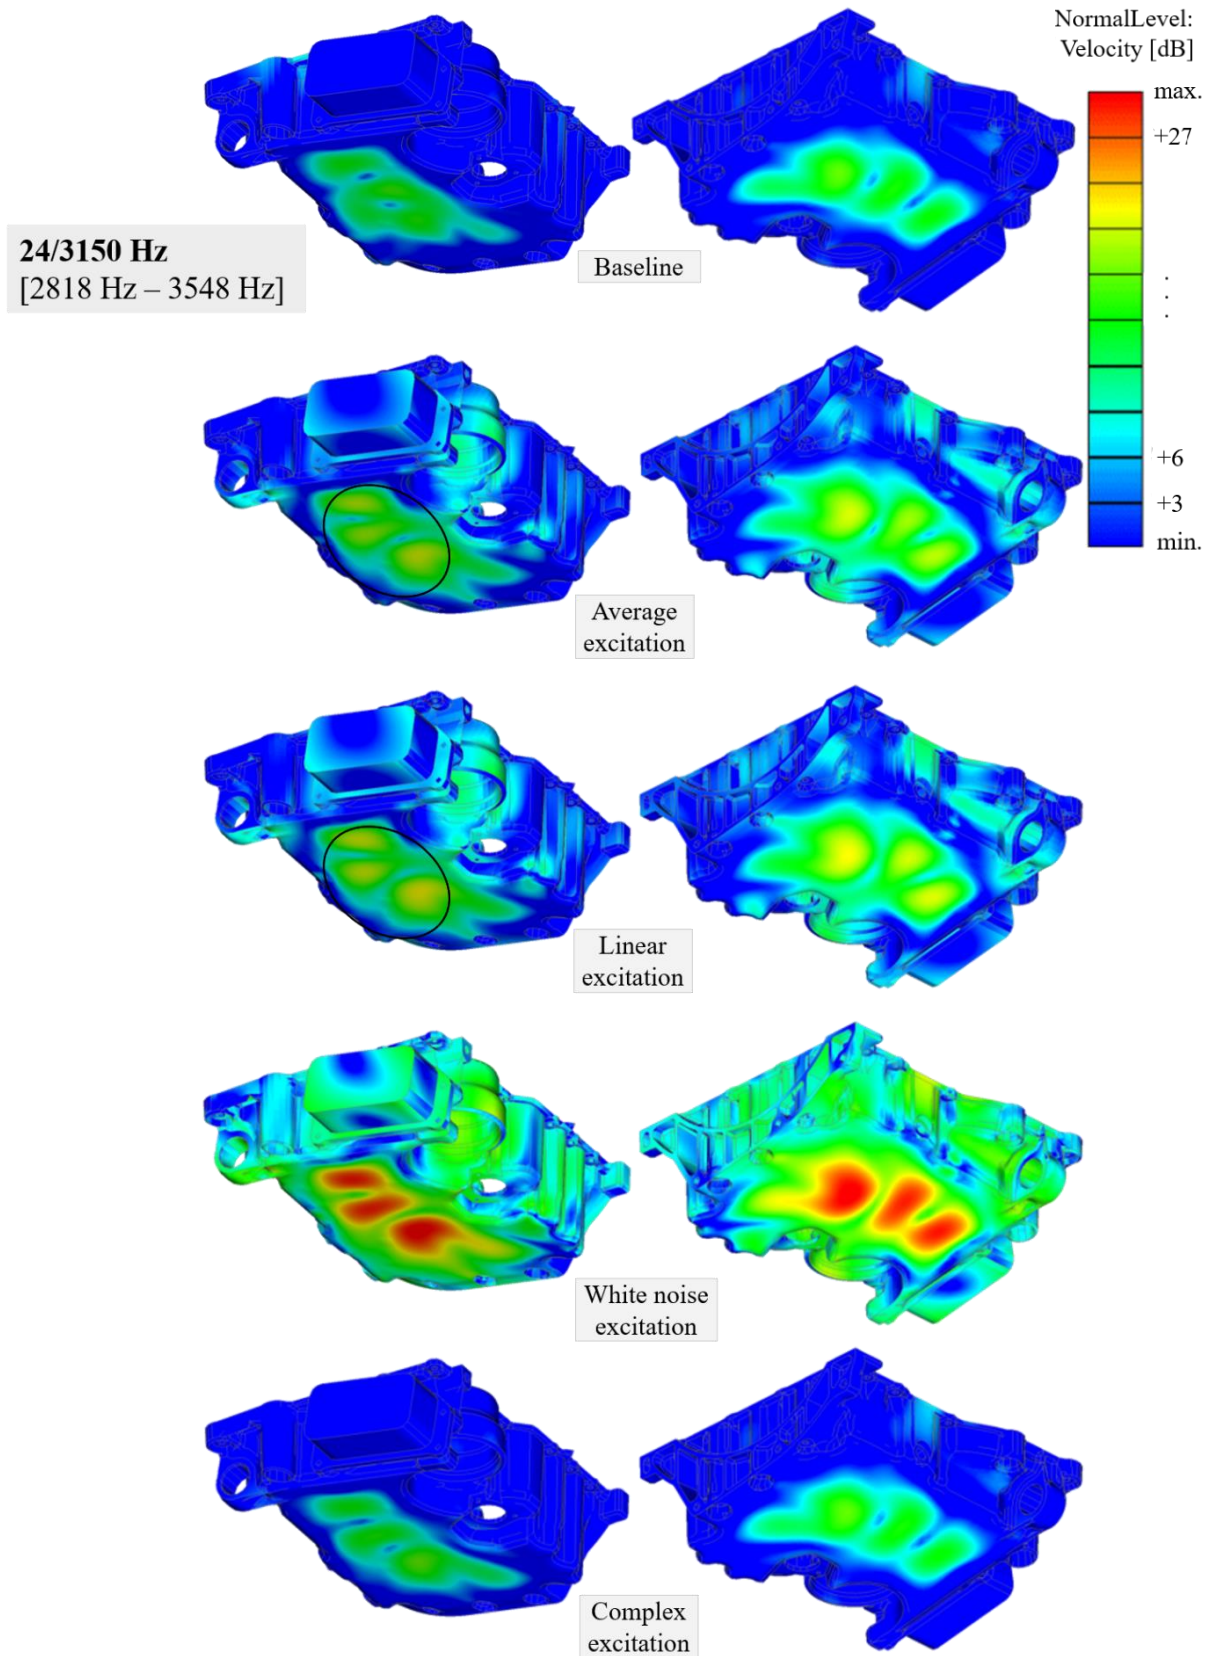 NormalLevel:
Velocity [dB]
max.
+27
24/3150 Hz
[2818 Hz – 3548 Hz]
Baseline
.
.
.
+6
+3
min.
Average
excitation
Linear
excitation
White noise
excitation
Complex
excitation